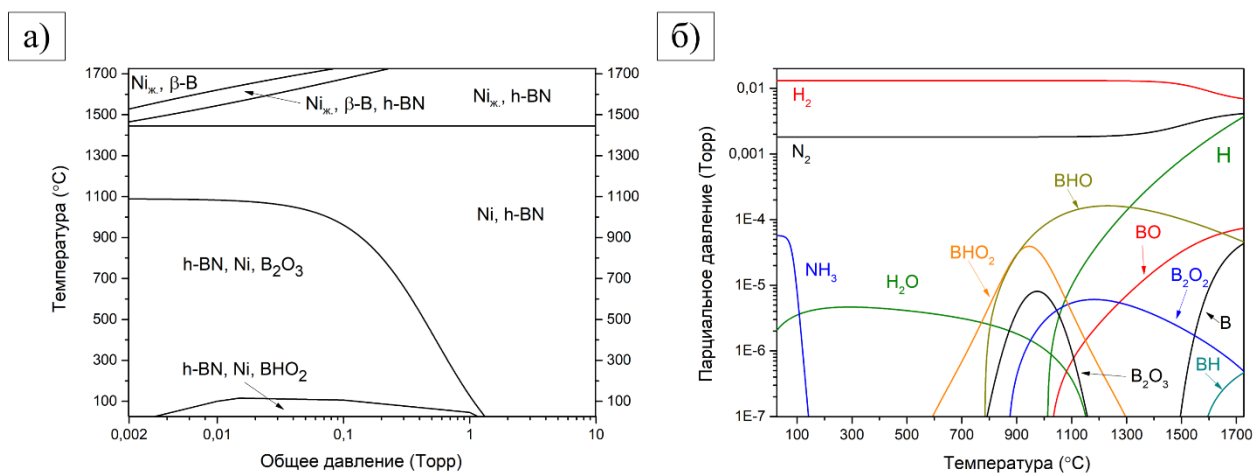 а)
1700
1500
1300
1100
900
700
500
300
100
Температура (°C)
Niж., β-B
Niж., β-B, h-BN
Niж., h-BN
Ni, h-BN
h-BN, Ni, B2O3
h-BN, Ni, BHO2
1700
1500
1300
1100
900
700
500
300
100
0,002
0,01
0,1
1
10
Общее давление (Торр)
б)
0,01
0,001
1E-4
1E-5
1E-6
1E-7
Парциальное давление (Торр)
H2
N2
H
BHO
BO
BHO2
NH3
H2O
B2O2
B
B2O3
BH
100
300
500
700
900
1100
1300
1500
1700
Температура (°C)